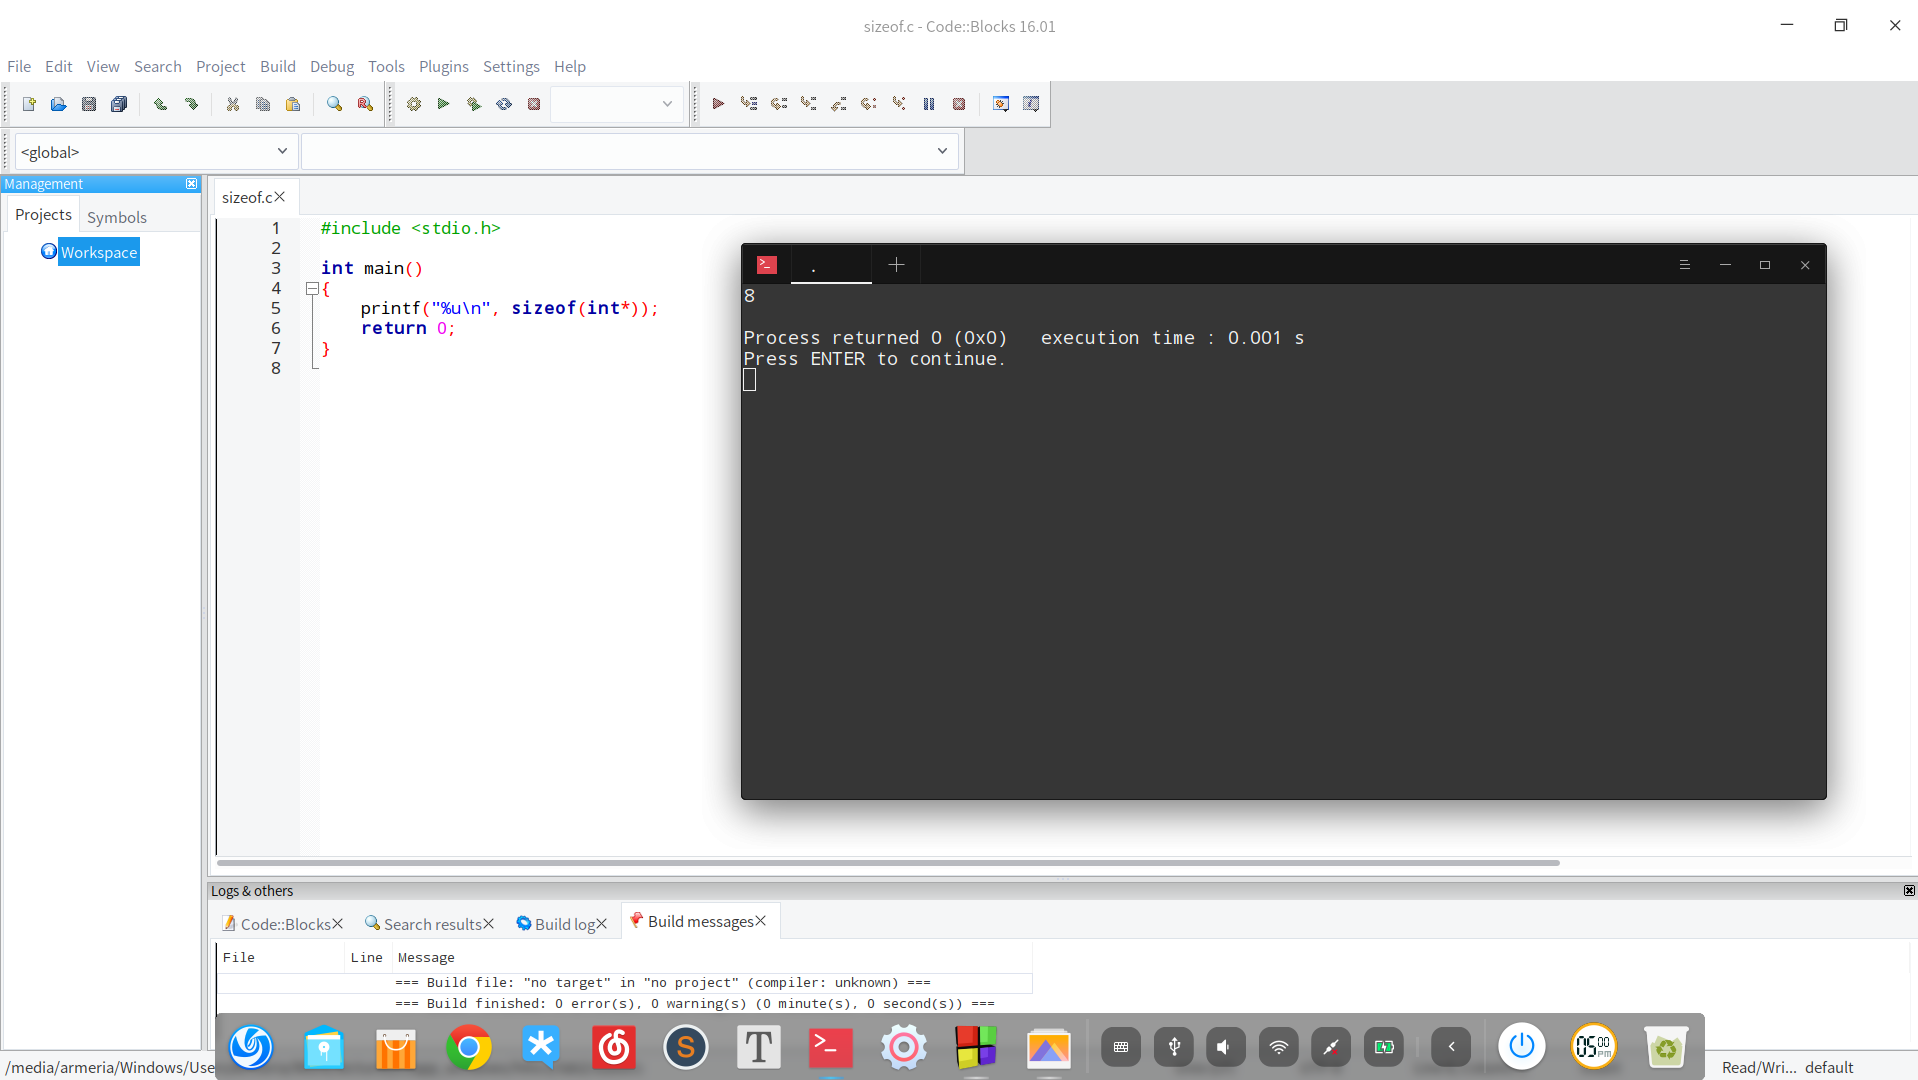 sizeof.c - Code::Blocks 16.01
File Edit View Search Project Build Debug Tools Plugins Settings Help
<global>
Management
Projects Symbols
Workspace
sizeof.c
1 #include <stdio.h>
2
3 int main()
4 {
5 printf("%u\n", sizeof(int*));
6 return 0;
7 }
8
.
8
Process returned 0 (0x0) execution time : 0.001 s
Press ENTER to continue.
Logs & others
Code::Blocks Search results Build log Build messages
File Line Message
=== Build file: "no target" in "no project" (compiler: unknown) ===
=== Build finished: 0 error(s), 0 warning(s) (0 minute(s), 0 second(s)) ===
S T >_
05 00 PM
/media/armeria/Windows/Use
Read/Wri... default